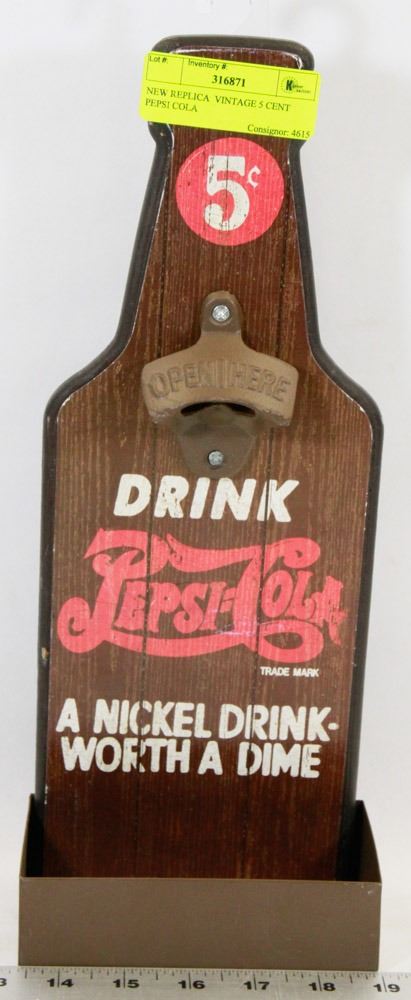 Lot #:
Inventory #:
316871
NEW REPLICA VINTAGE 5 CENT
PEPSI COLA
Consignor: 4615
5¢
OPEN HERE
DRINK
PEPSI-COLA
TRADE MARK
A NICKEL DRINK-
WORTH A DIME
3 14 15 16 17 18 19